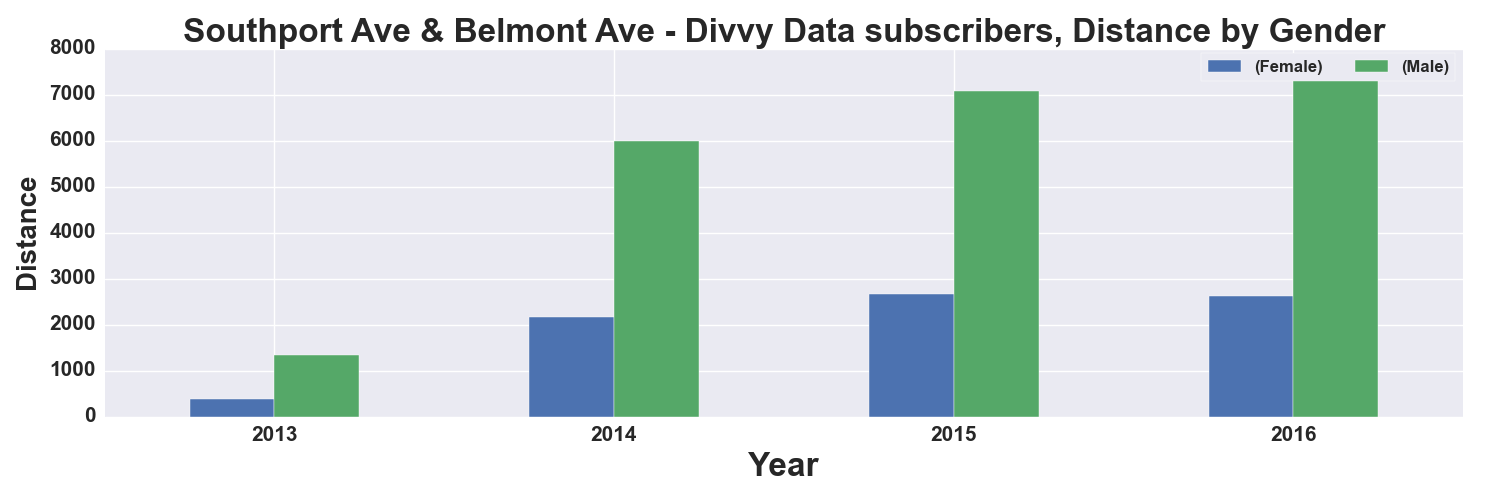 Southport Ave & Belmont Ave - Divvy Data subscribers, Distance by Gender
(Female) (Male)
Distance
8000
7000
6000
5000
4000
3000
2000
1000
0
2013 2014 2015 2016
Year